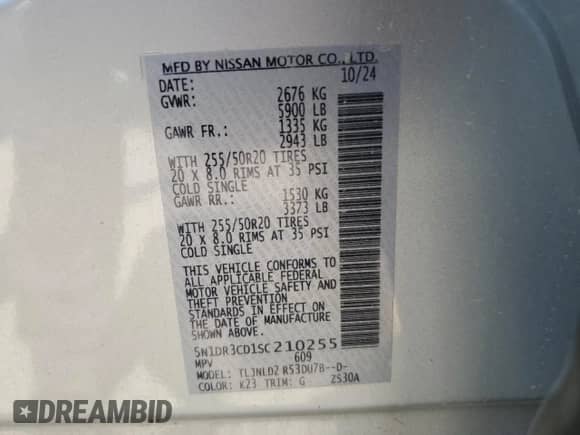 MFD BY NISSAN MOTOR CO., LTD.
DATE: 10/24
GVWR: 2676 KG
5900 LB
GAWR FR.: 1335 KG
2943 LB
WITH 255/50R20 TIRES
20 X 8.0 RIMS AT 35 PSI
COLD SINGLE
GAWR RR.: 1530 KG
3373 LB
WITH 255/50R20 TIRES
20 X 8.0 RIMS AT 35 PSI
COLD SINGLE
THIS VEHICLE CONFORMS TO
ALL APPLICABLE FEDERAL
MOTOR VEHICLE SAFETY AND
THEFT PREVENTION
STANDARDS IN EFFECT ON
THE DATE OF MANUFACTURE
SHOWN ABOVE.
5N1DR3CD1SC210255
MPV 609
MODEL: TLJNLDZ R53DU7B--D-
COLOR: K23 TRIM: G ZS30A
DREAMBID